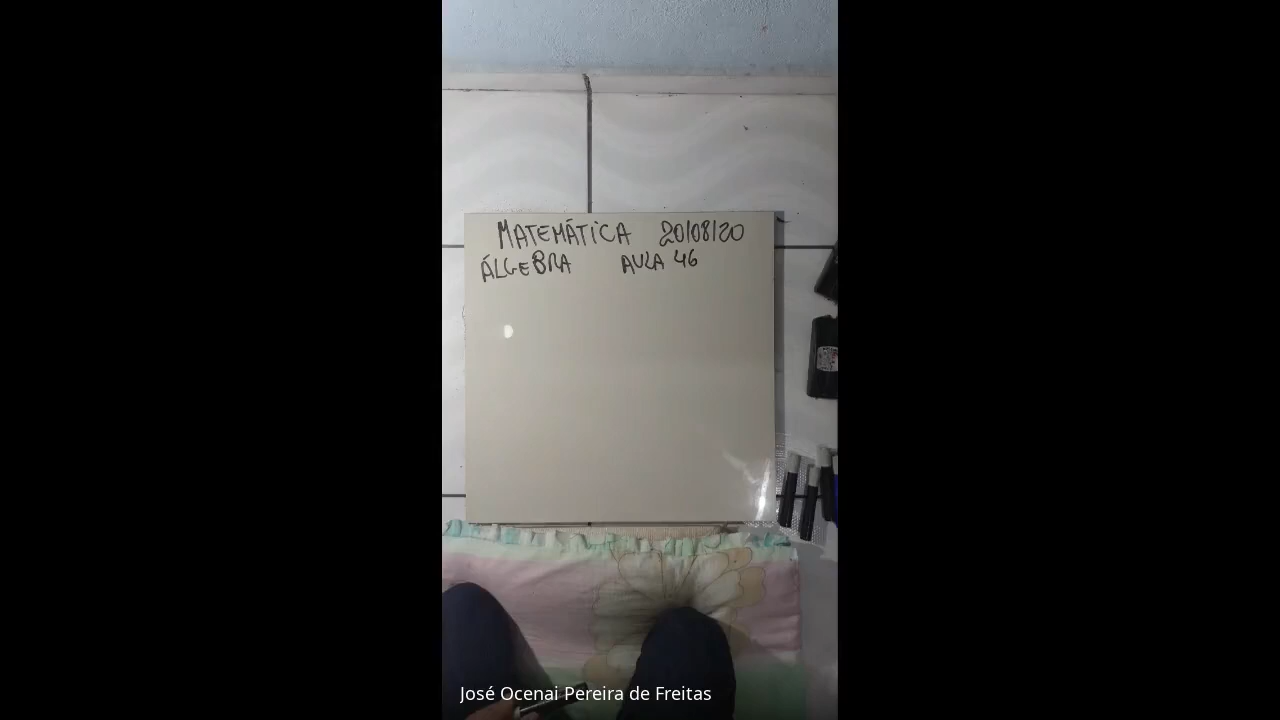 MATEMÁTICA 20/08/20
ÁLGEBRA AULA 46
José Ocenai Pereira de Freitas